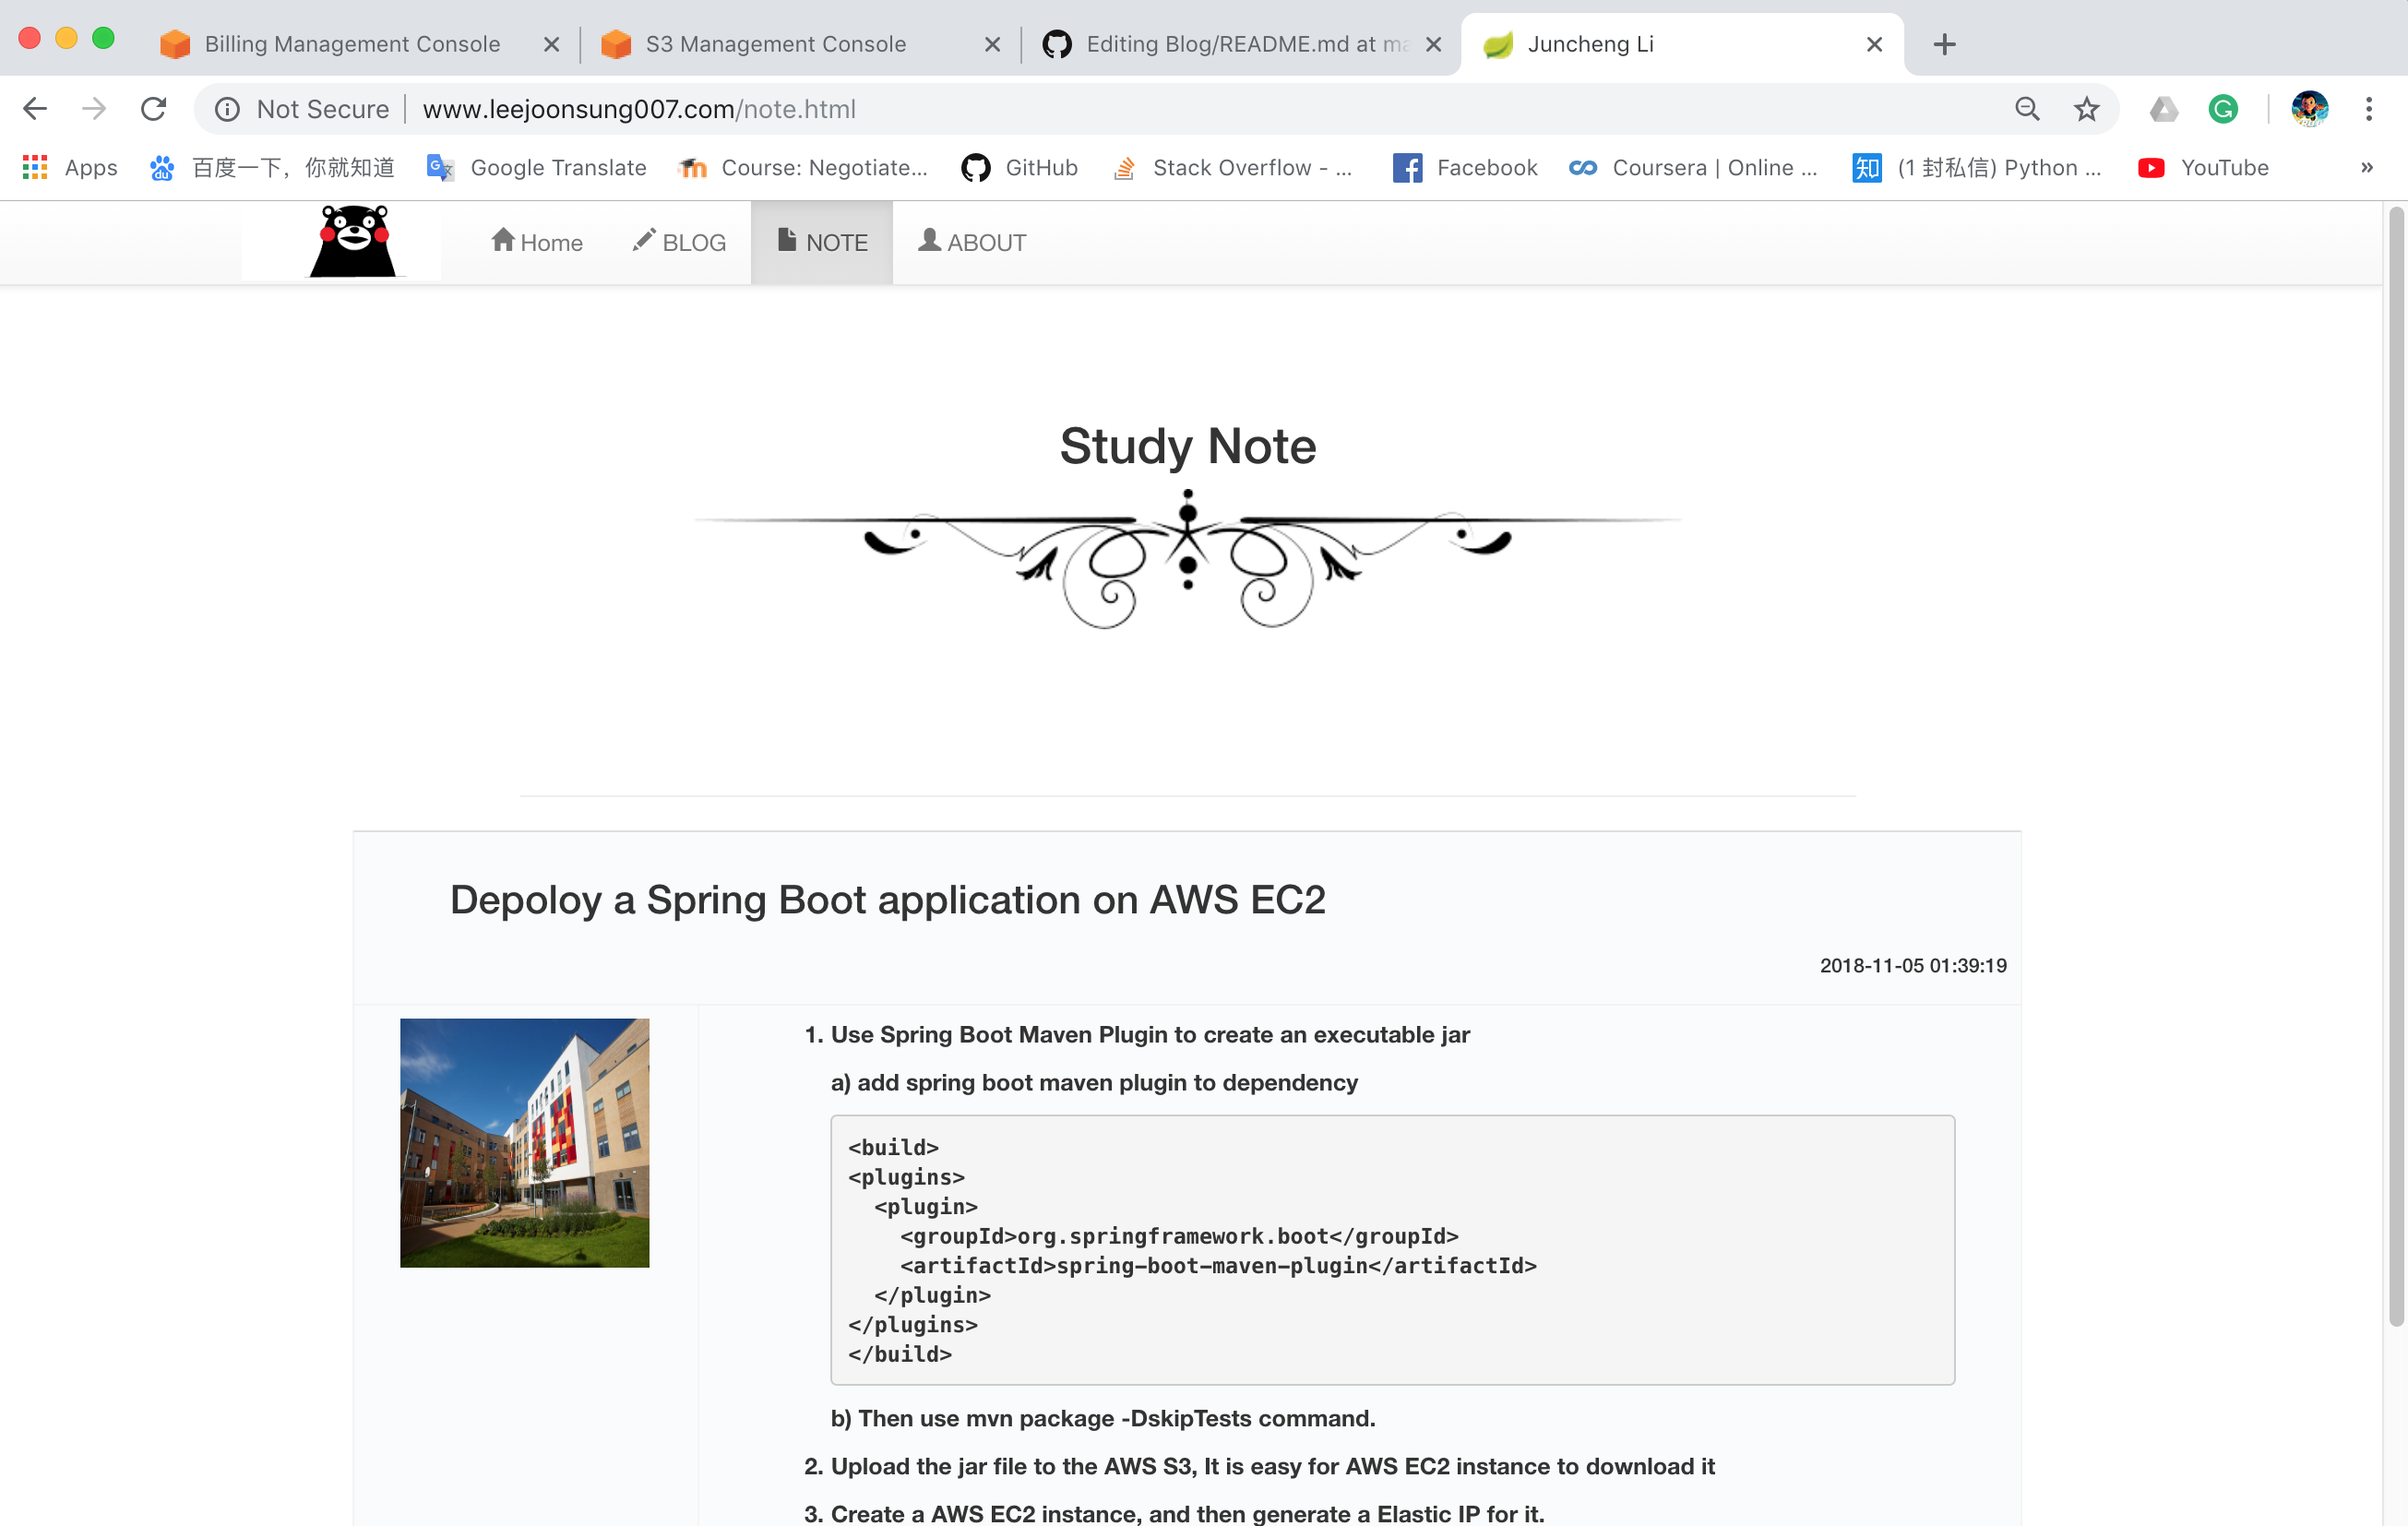 Billing Management Console
S3 Management Console
Editing Blog/README.md at ma
Juncheng Li
Not Secure
www.leejoonsung007.com/note.html
Apps
百度一下，你就知道
Google Translate
Course: Negotiate...
GitHub
Stack Overflow - ...
Facebook
Coursera | Online ...
(1 封私信) Python ...
YouTube
»
Home
BLOG
NOTE
ABOUT
Study Note
Depoloy a Spring Boot application on AWS EC2
2018-11-05 01:39:19
1. Use Spring Boot Maven Plugin to create an executable jar
a) add spring boot maven plugin to dependency
<build>
<plugins>
  <plugin>
    <groupId>org.springframework.boot</groupId>
    <artifactId>spring-boot-maven-plugin</artifactId>
  </plugin>
</plugins>
</build>
b) Then use mvn package -DskipTests command.
2. Upload the jar file to the AWS S3, It is easy for AWS EC2 instance to download it
3. Create a AWS EC2 instance, and then generate a Elastic IP for it.